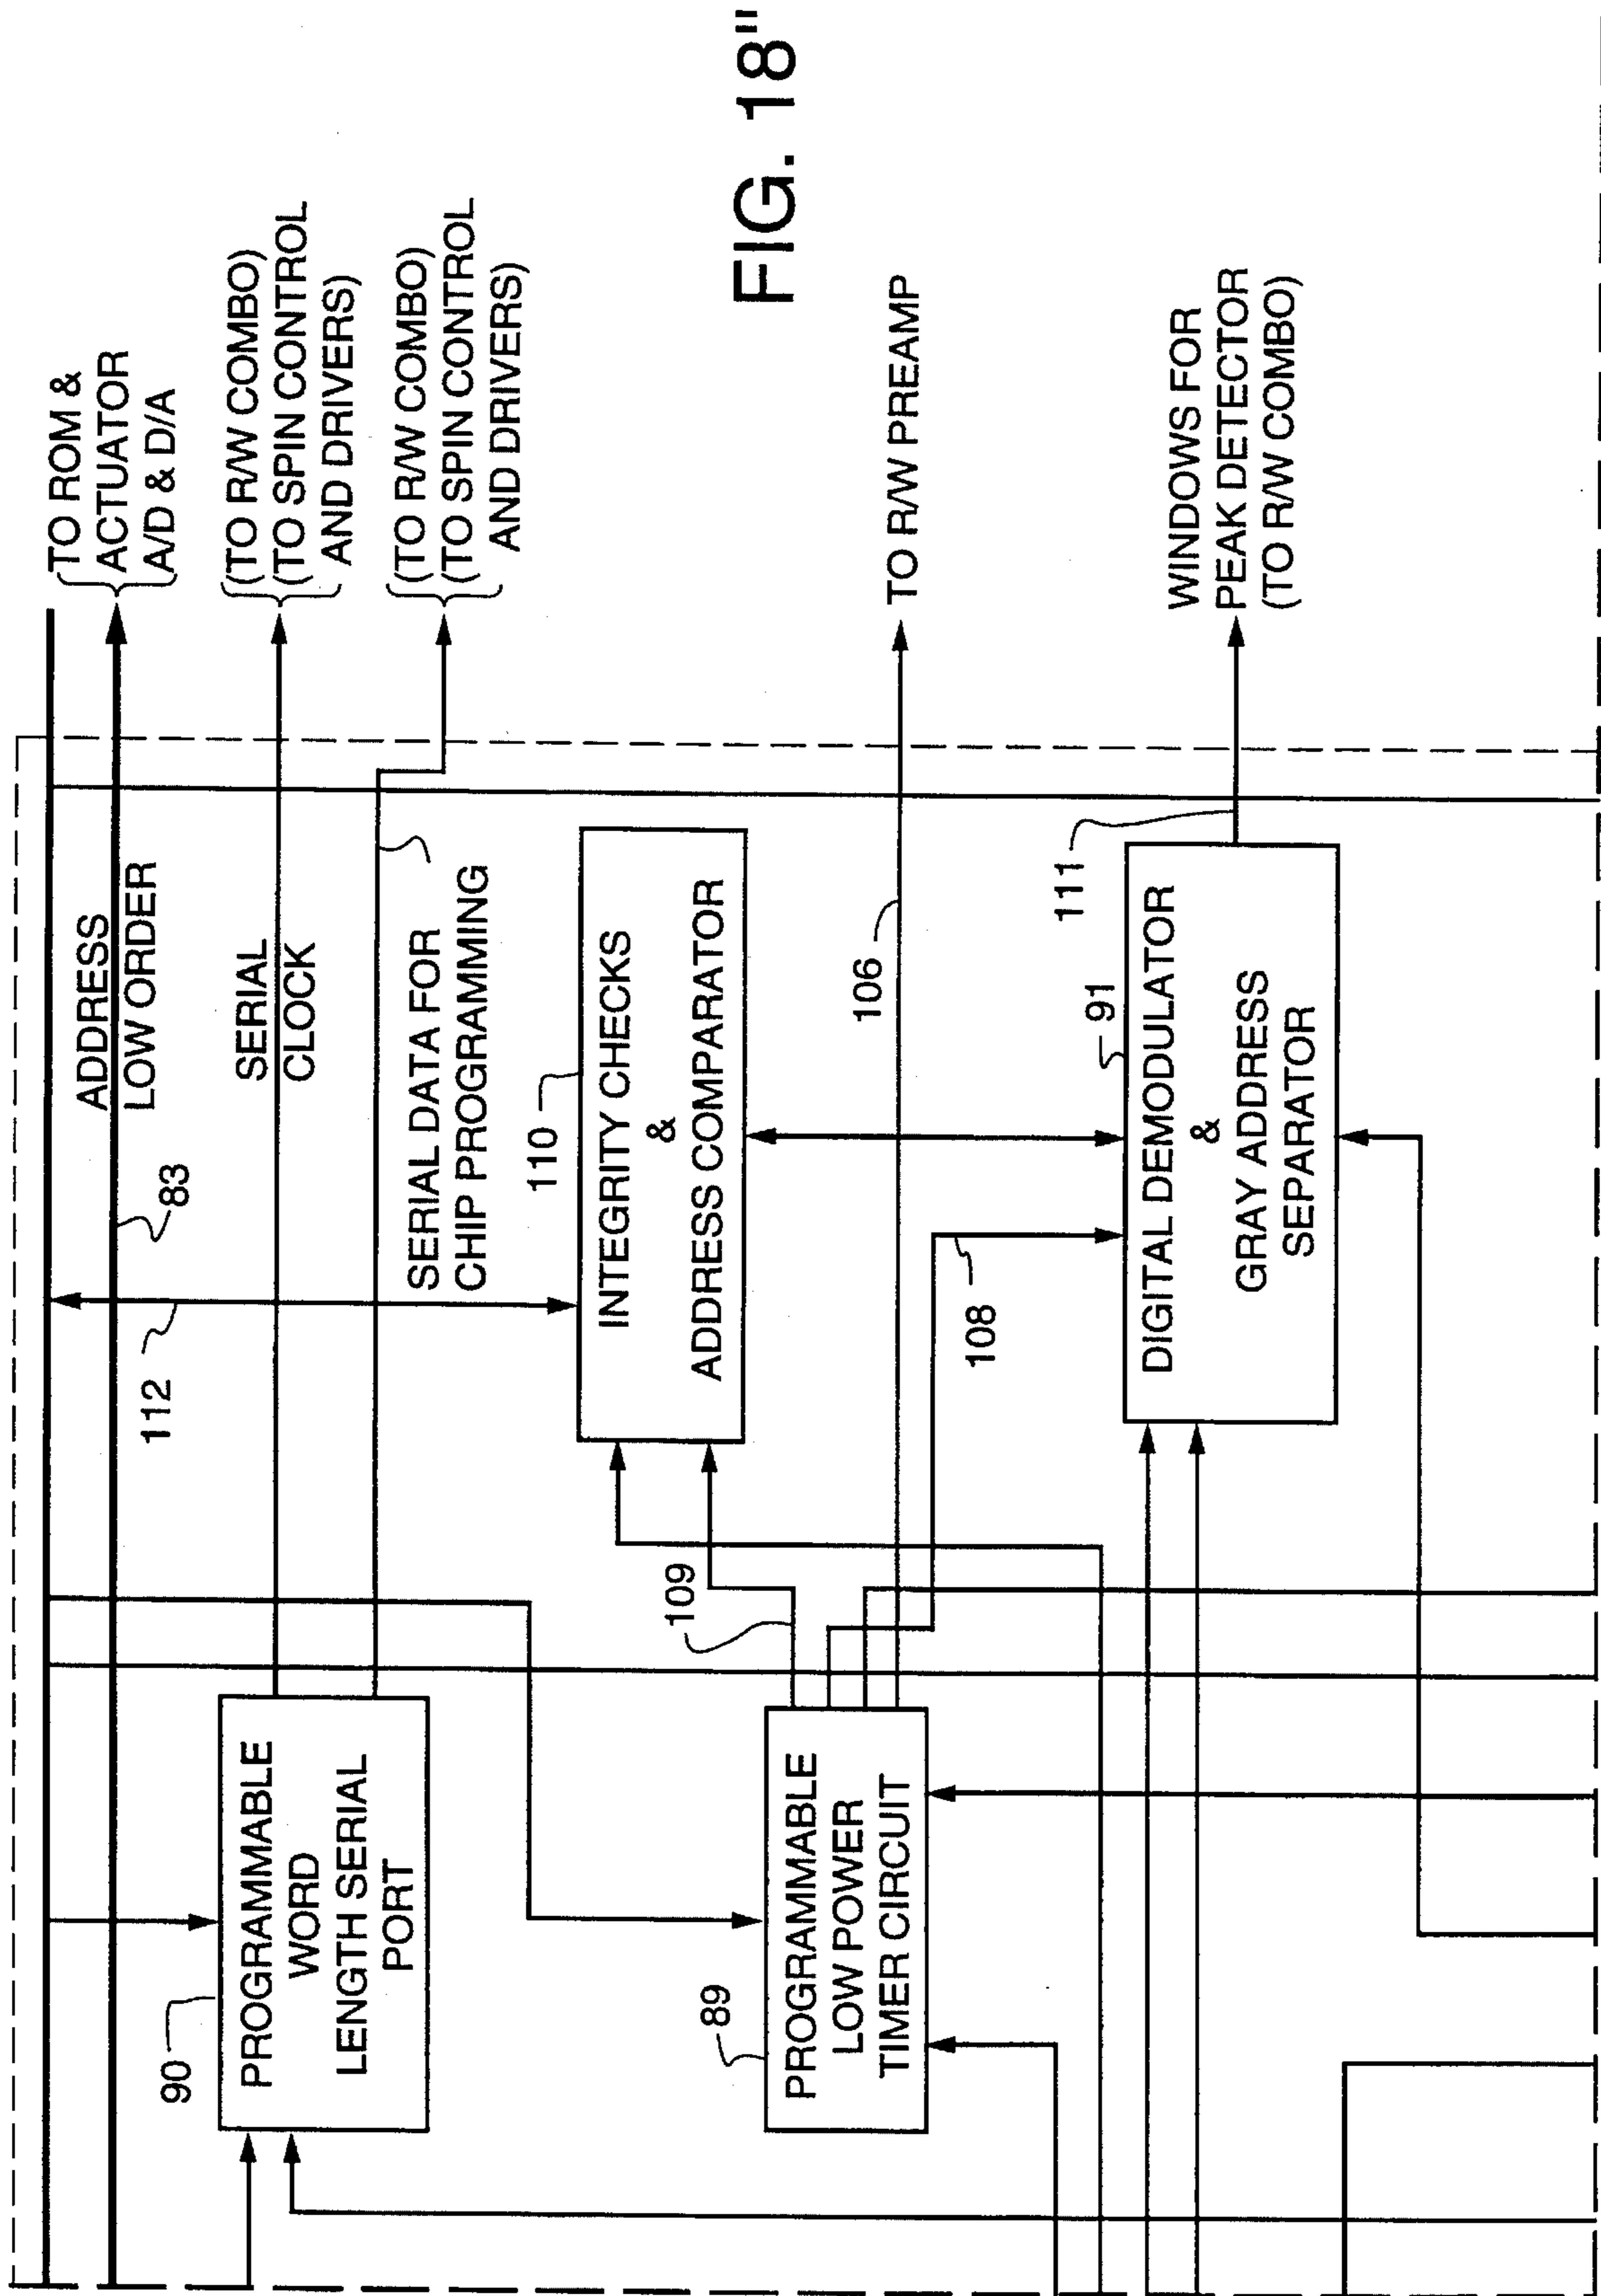 TO ROM &
ACTUATOR
A/D & D/A
(TO R/W COMBO)
(TO SPIN CONTROL
AND DRIVERS)
(TO R/W COMBO)
(TO SPIN CONTROL
AND DRIVERS)
FIG. 18"
TO R/W PREAMP
WINDOWS FOR
PEAK DETECTOR
(TO R/W COMBO)
ADDRESS
LOW ORDER
83
112
SERIAL
CLOCK
SERIAL DATA FOR
CHIP PROGRAMMING
110
INTEGRITY CHECKS
&
ADDRESS COMPARATOR
106
108
111
91
DIGITAL DEMODULATOR
&
GRAY ADDRESS
SEPARATOR
109
90
PROGRAMMABLE
WORD
LENGTH SERIAL
PORT
89
PROGRAMMABLE
LOW POWER
TIMER CIRCUIT